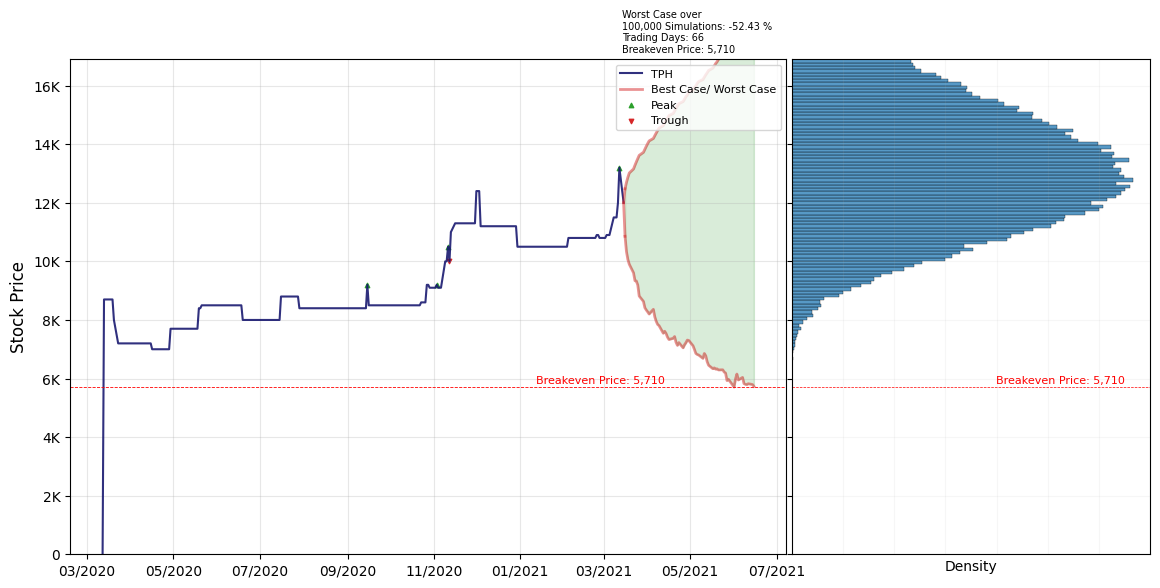 Worst Case over
100,000 Simulations: -52.43 %
Trading Days: 66
Breakeven Price: 5,710
TPH
Best Case/ Worst Case
Peak
Trough
Stock Price
16K
14K
12K
10K
8K
6K
4K
2K
0
Breakeven Price: 5,710
Breakeven Price: 5,710
03/2020 05/2020 07/2020 09/2020 11/2020 01/2021 03/2021 05/2021 07/2021
Density